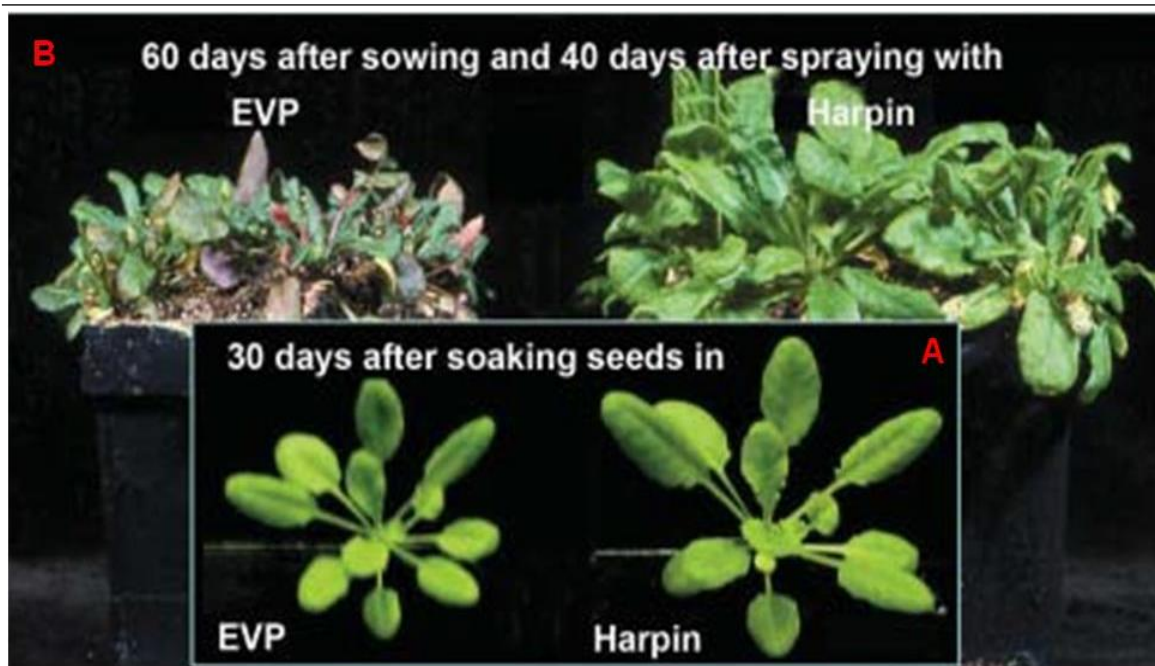 B
60 days after sowing and 40 days after spraying with
EVP
Harpin
30 days after soaking seeds in
A
EVP
Harpin